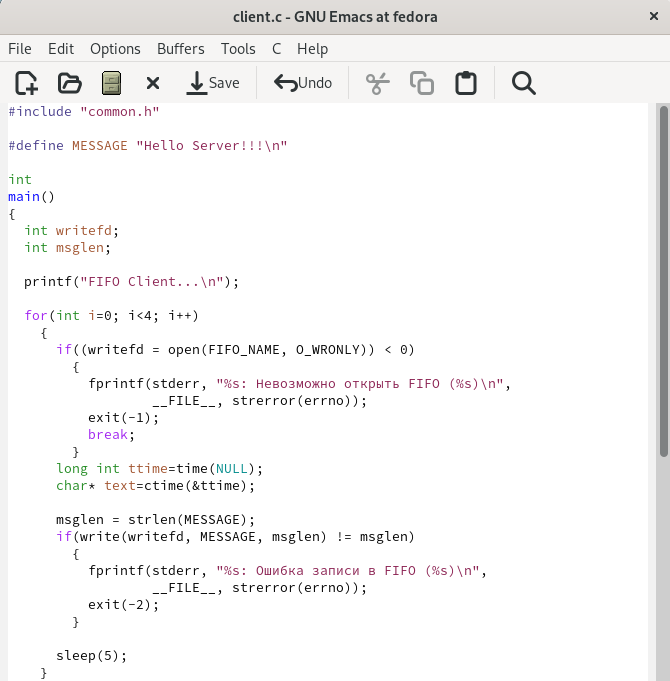 client.c - GNU Emacs at fedora
File Edit Options Buffers Tools C Help
Save Undo
#include "common.h"
#define MESSAGE "Hello Server!!!\n"
int
main()
{
  int writefd;
  int msglen;
  printf("FIFO Client...\n");
  for(int i=0; i<4; i++)
    {
      if((writefd = open(FIFO_NAME, O_WRONLY)) < 0)
        {
          fprintf(stderr, "%s: Невозможно открыть FIFO (%s)\n",
                  __FILE__, strerror(errno));
          exit(-1);
          break;
        }
      long int ttime=time(NULL);
      char* text=ctime(&ttime);
      msglen = strlen(MESSAGE);
      if(write(writefd, MESSAGE, msglen) != msglen)
        {
          fprintf(stderr, "%s: Ошибка записи в FIFO (%s)\n",
                  __FILE__, strerror(errno));
          exit(-2);
        }
      sleep(5);
    }